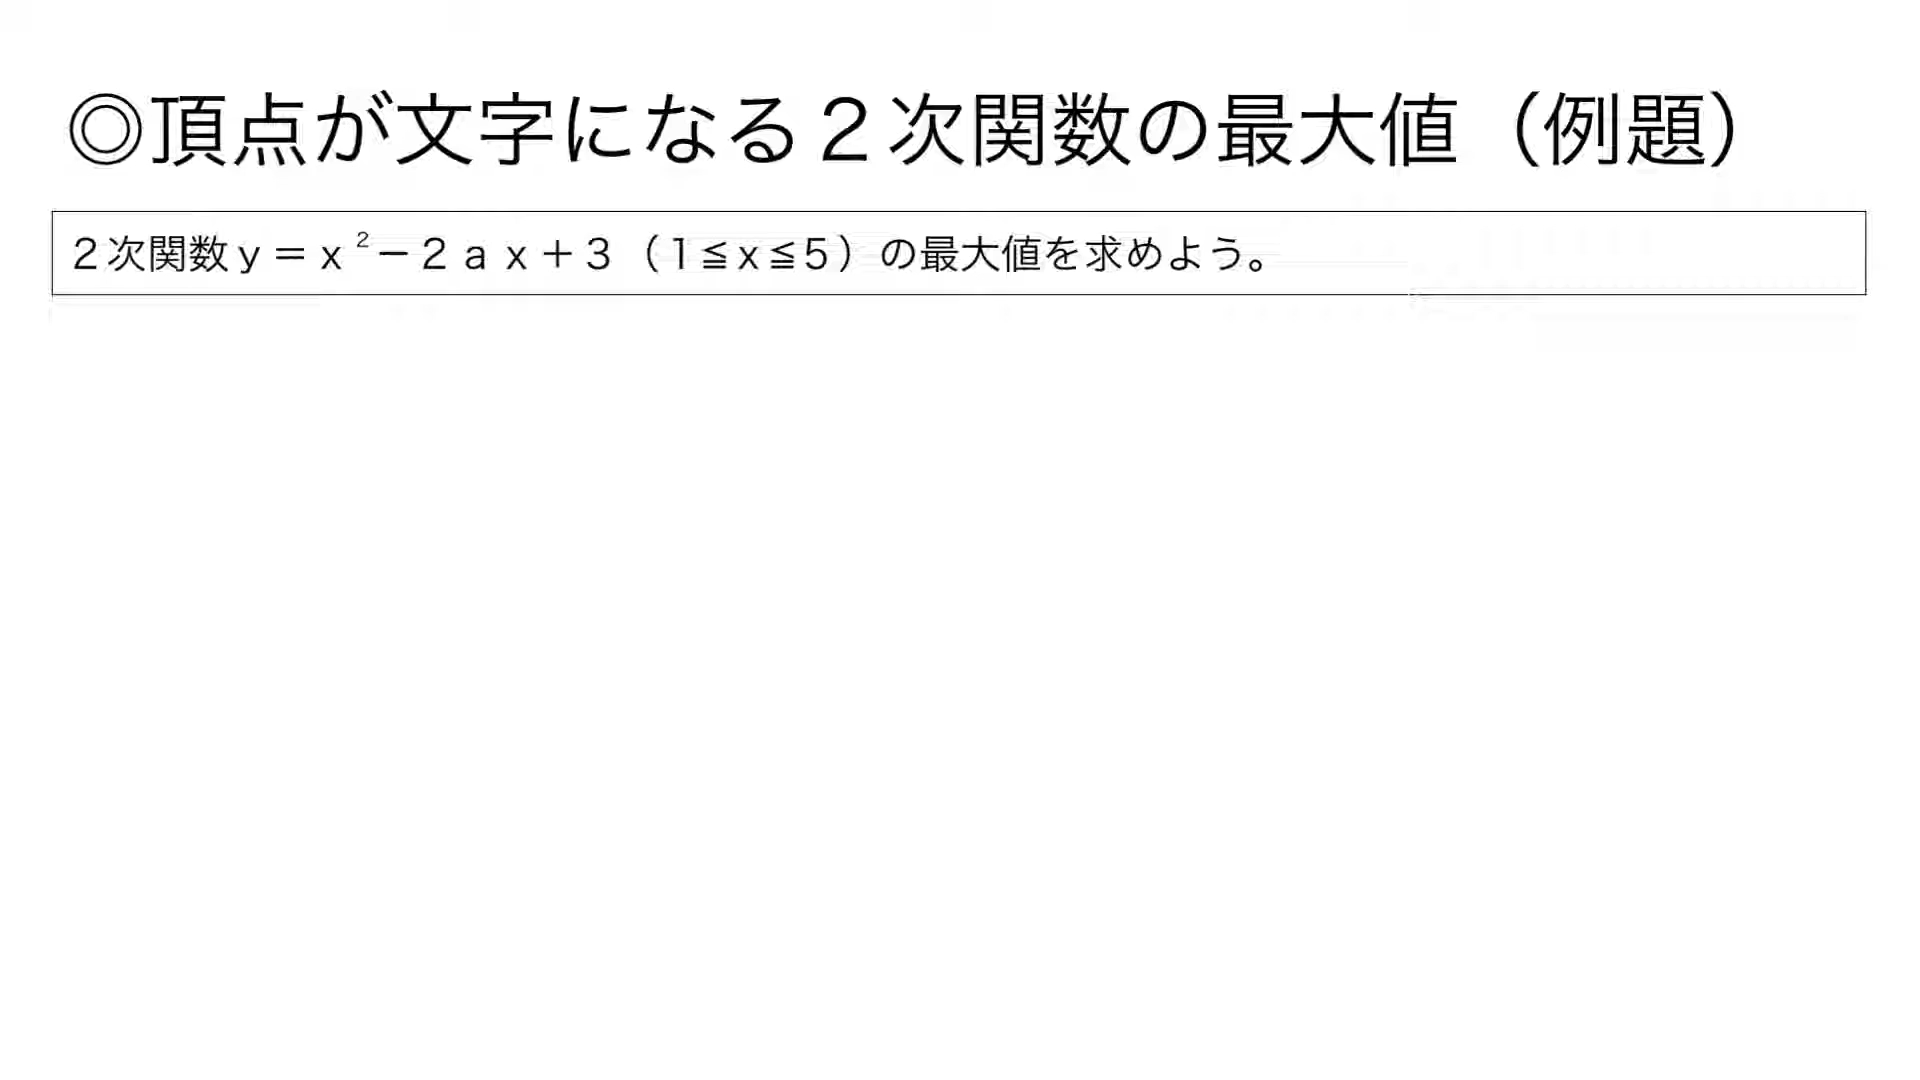 ◎頂点が文字になる２次関数の最大値（例題）
２次関数ｙ＝ｘ²－２ａｘ＋３（１≦ｘ≦５）の最大値を求めよう。